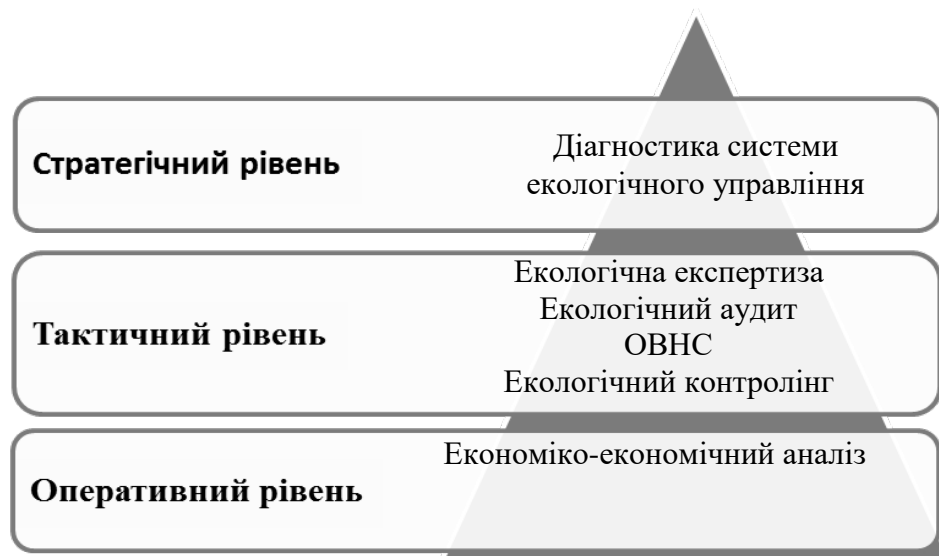 Стратегічний рівень
Діагностика системи
екологічного управління
Тактичний рівень
Екологічна експертиза
Екологічний аудит
ОВНС
Екологічний контролінг
Оперативний рівень
Економіко-економічний аналіз